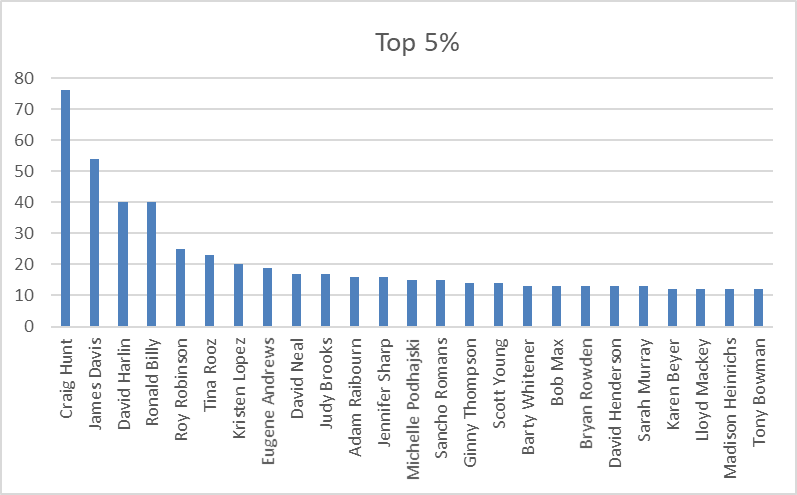 Top 5%
80
70
60
50
40
30
20
10
0
Craig Hunt
James Davis
David Harlin
Ronald Billy
Roy Robinson
Tina Rooz
Kristen Lopez
Eugene Andrews
David Neal
Judy Brooks
Adam Raibourn
Jennifer Sharp
Michelle Podhajski
Sancho Romans
Ginny Thompson
Scott Young
Barty Whitener
Bob Max
Bryan Rowden
David Henderson
Sarah Murray
Karen Beyer
Lloyd Mackey
Madison Heinrichs
Tony Bowman